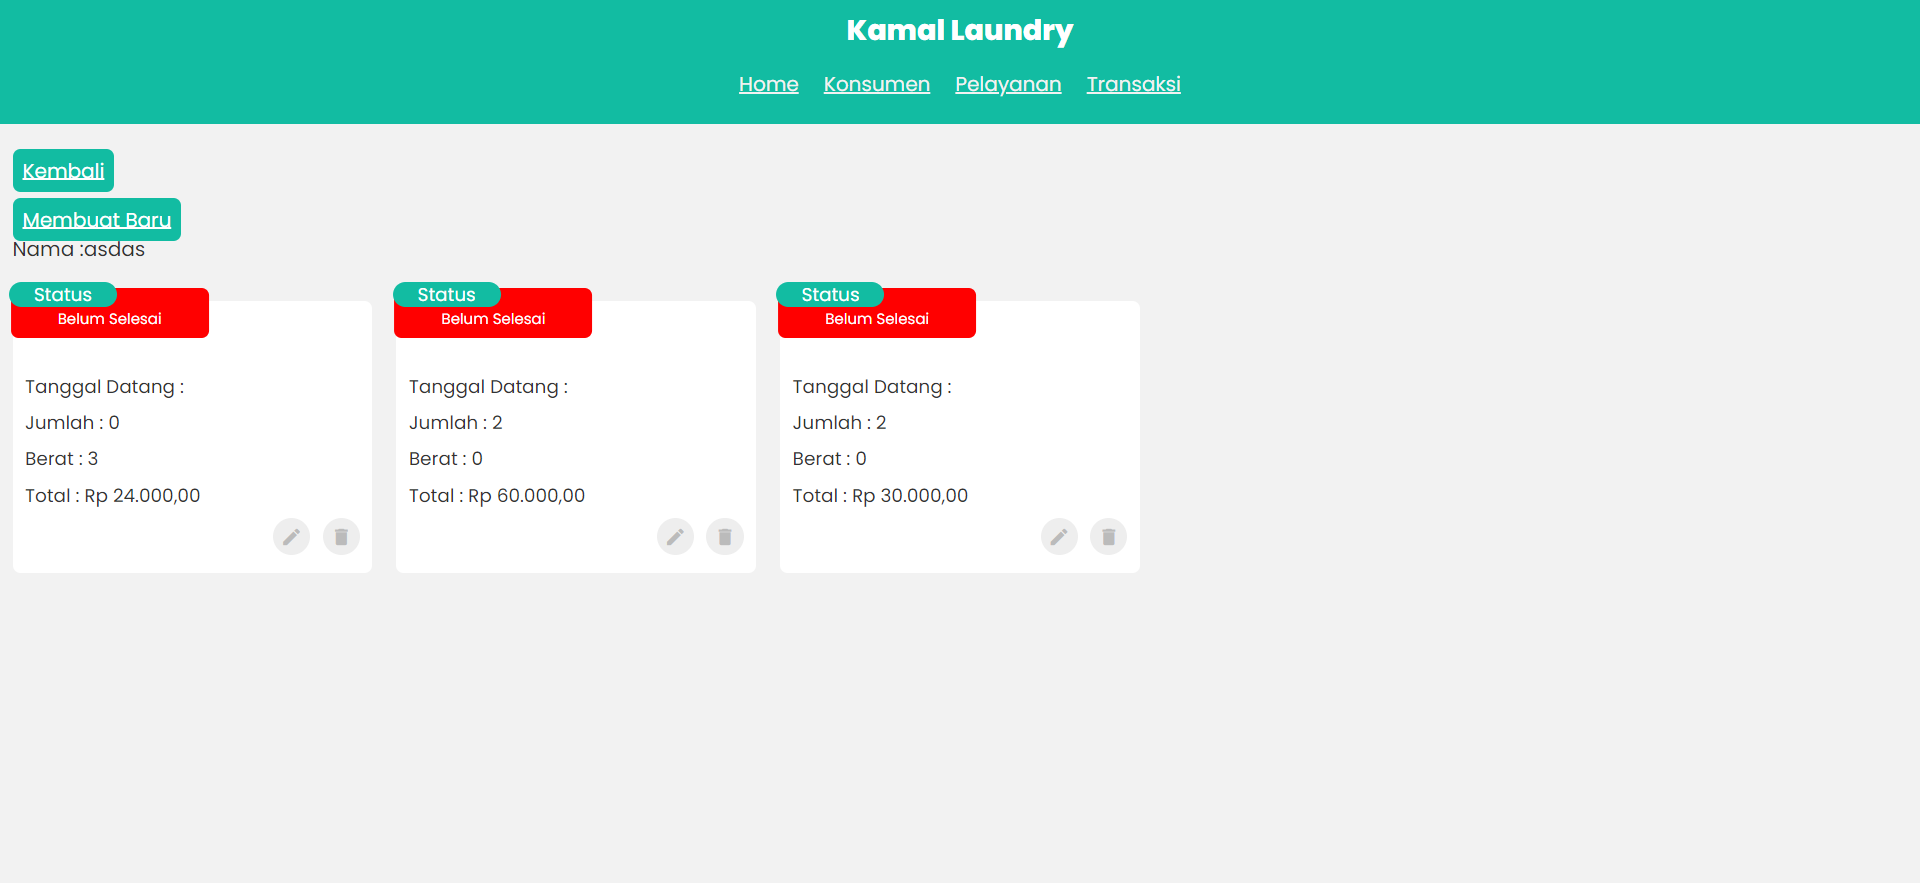 Kamal Laundry
Home Konsumen Pelayanan Transaksi
Kembali
Membuat Baru
Nama :asdas
Status
Belum Selesai
Tanggal Datang :
Jumlah : 0
Berat : 3
Total : Rp 24.000,00
Status
Belum Selesai
Tanggal Datang :
Jumlah : 2
Berat : 0
Total : Rp 60.000,00
Status
Belum Selesai
Tanggal Datang :
Jumlah : 2
Berat : 0
Total : Rp 30.000,00